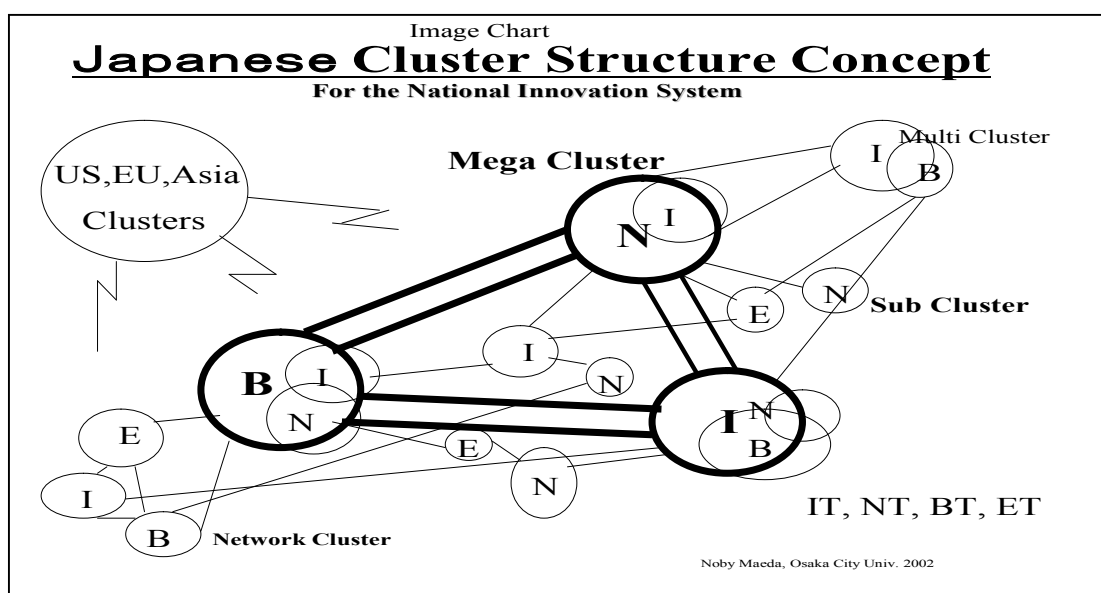 Image Chart
Japanese Cluster Structure Concept
For the National Innovation System
US,EU,Asia
Clusters
Mega Cluster
Multi Cluster
I
B
N
I
E
N
Sub Cluster
I
N
B
I
N
I
N
B
E
I
B
Network Cluster
E
N
IT, NT, BT, ET
Noby Maeda, Osaka City Univ. 2002